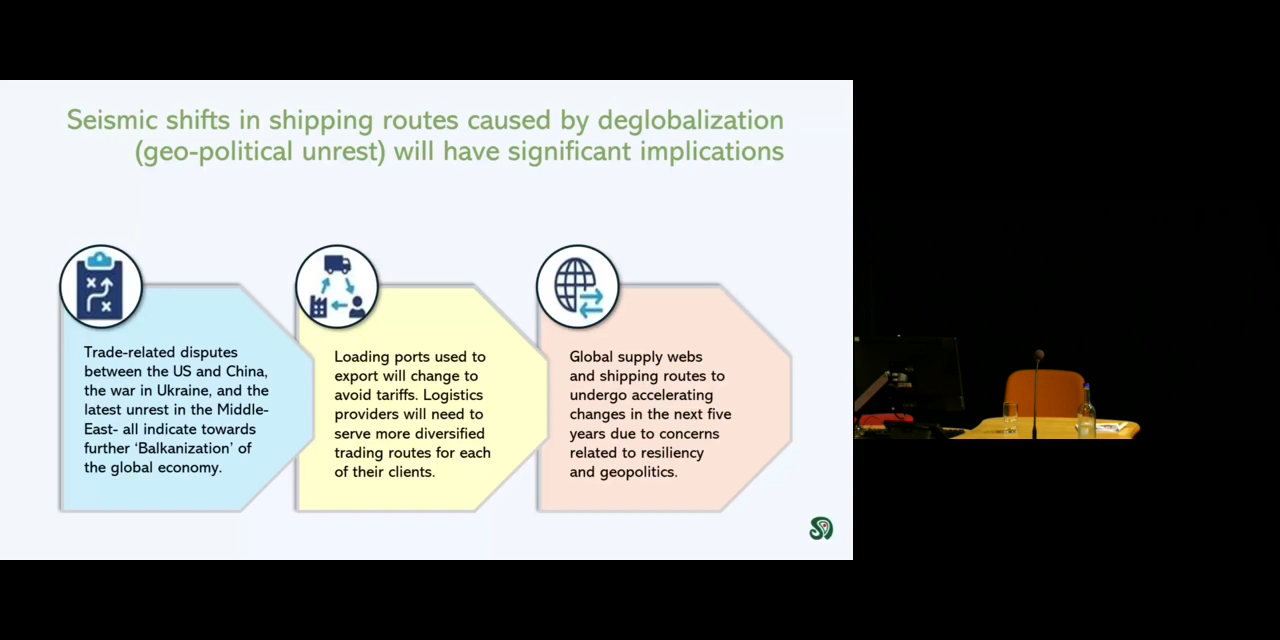 Seismic shifts in shipping routes caused by deglobalization
(geo-political unrest) will have significant implications
Trade-related disputes
between the US and China,
the war in Ukraine, and the
latest unrest in the Middle-
East- all indicate towards
further ‘Balkanization’ of
the global economy.
Loading ports used to
export will change to
avoid tariffs. Logistics
providers will need to
serve more diversified
trading routes for each
of their clients.
Global supply webs
and shipping routes to
undergo accelerating
changes in the next five
years due to concerns
related to resiliency
and geopolitics.